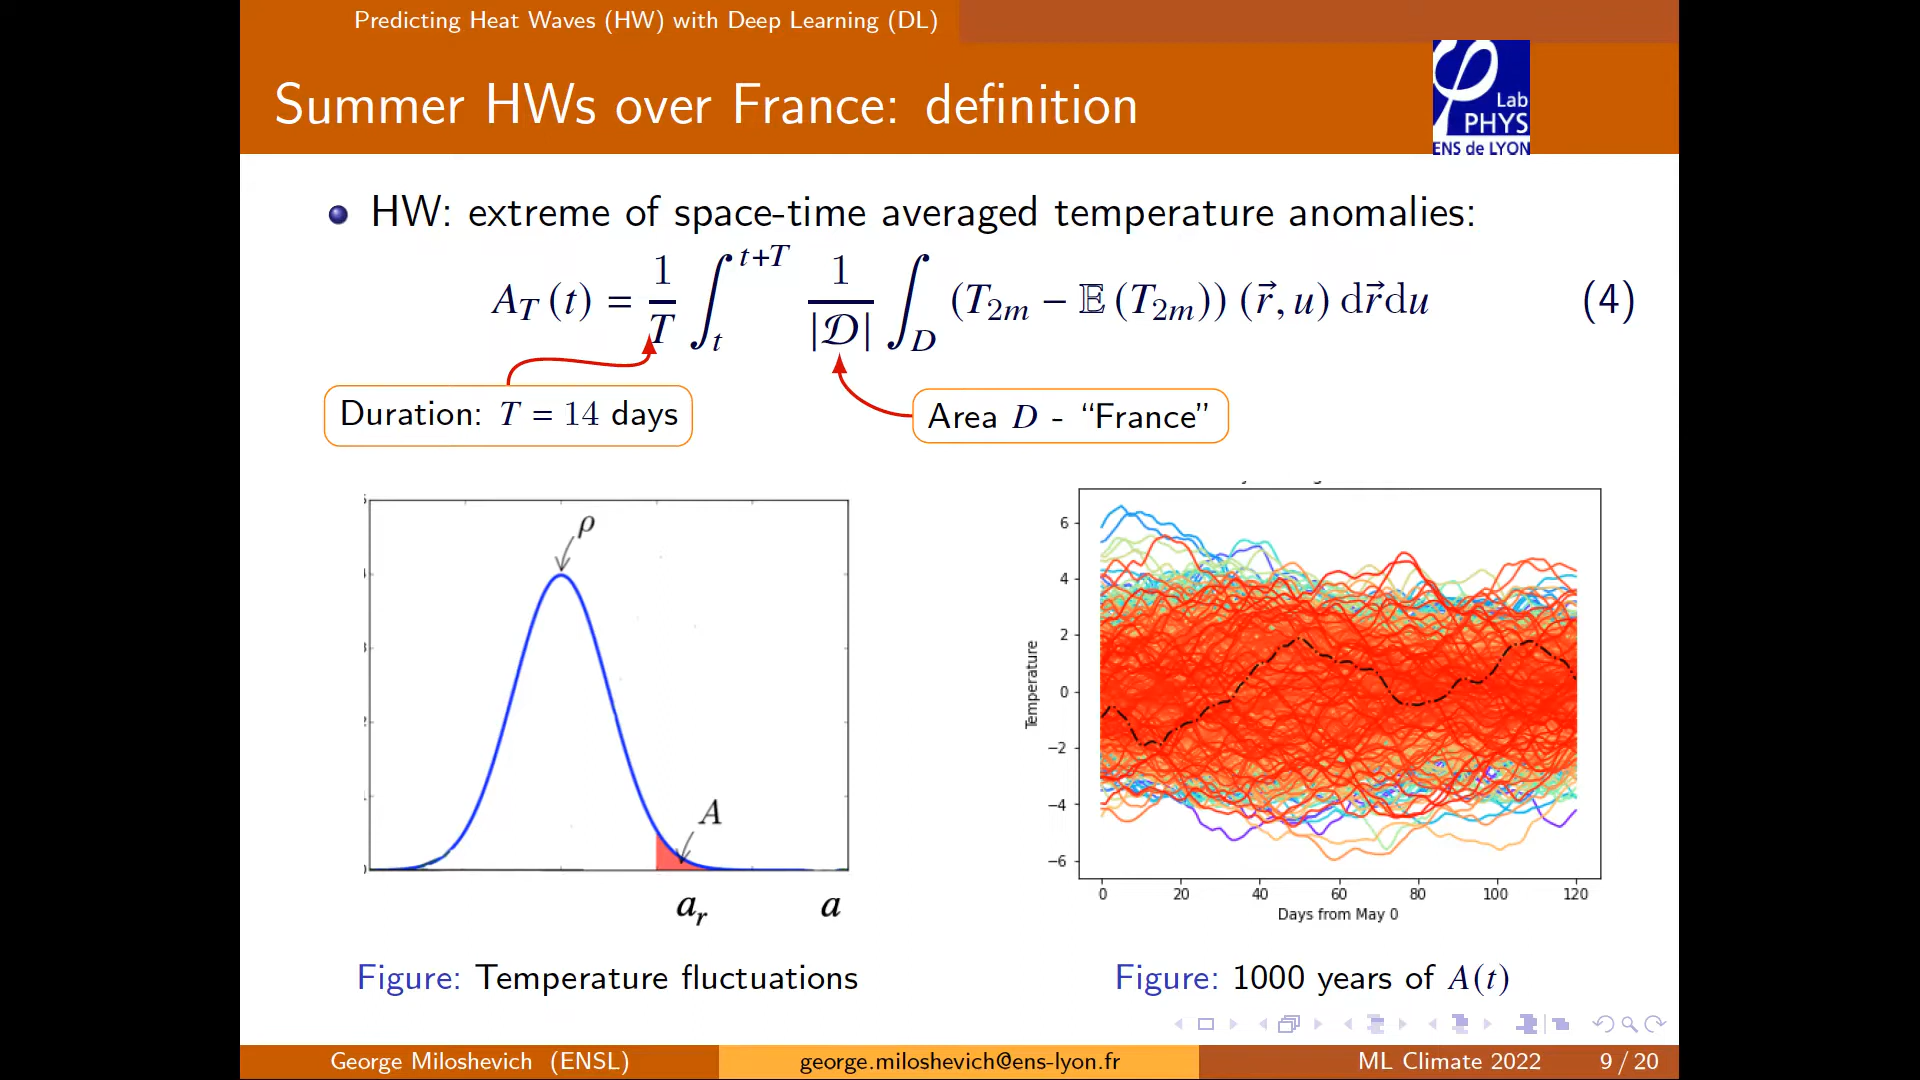 Predicting Heat Waves (HW) with Deep Learning (DL)
Summer HWs over France: definition
Lab
PHYS
ENS de LYON
HW: extreme of space-time averaged temperature anomalies:
A_T (t) = 1/T ∫_t^{t+T} 1/|𝒟| ∫_D (T_{2m} − 𝔼 (T_{2m})) (r⃗, u) dr⃗du (4)
Duration: T = 14 days
Area D - “France”
ρ
A
a_r a
Figure: Temperature fluctuations
6
4
2
0
−2
−4
−6
Temperature
0 20 40 60 80 100 120
Days from May 0
Figure: 1000 years of A(t)
George Miloshevich (ENSL) george.miloshevich@ens-lyon.fr ML Climate 2022 9 / 20